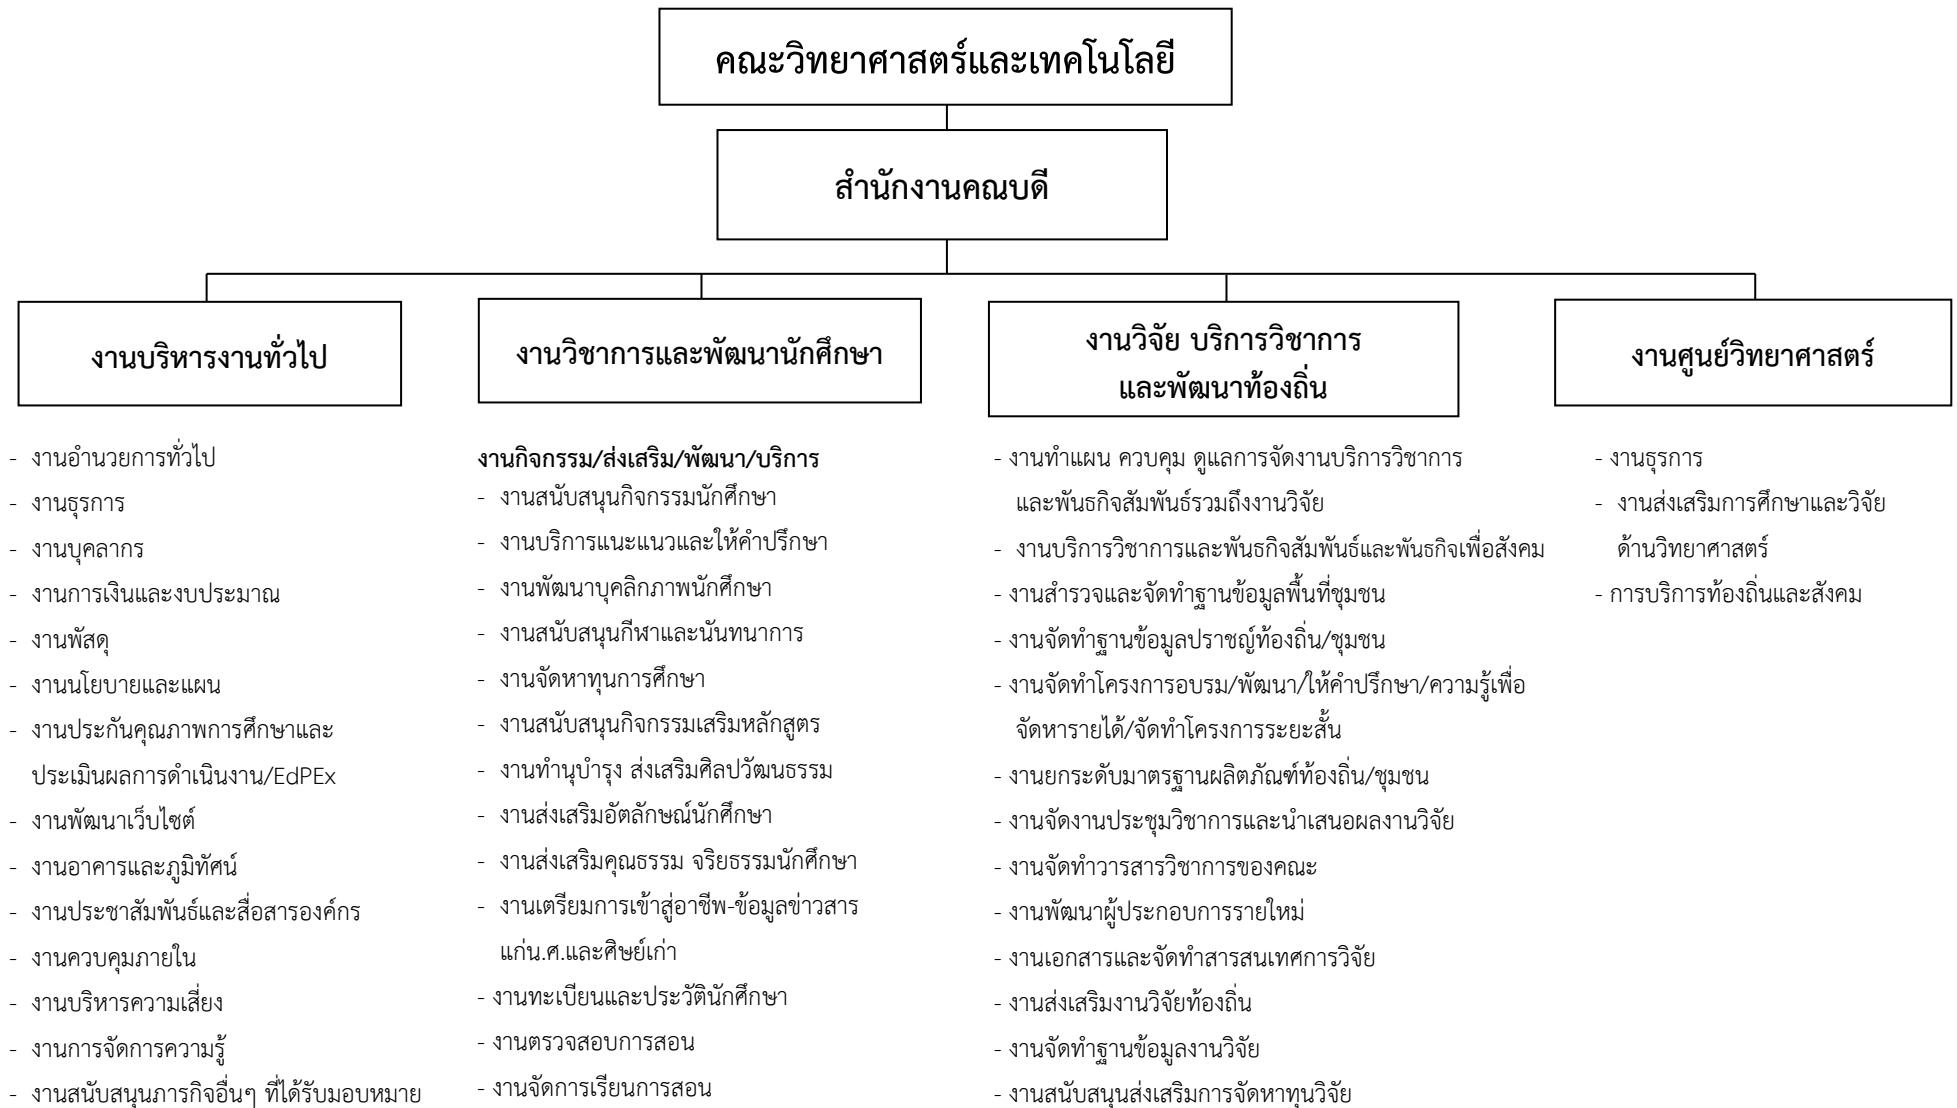 คณะวิทยาศาสตร์และเทคโนโลยี
สำนักงานคณบดี
งานบริหารงานทั่วไป
- งานอำนวยการทั่วไป
- งานธุรการ
- งานบุคลากร
- งานการเงินและงบประมาณ
- งานพัสดุ
- งานนโยบายและแผน
- งานประกันคุณภาพการศึกษาและ
ประเมินผลการดำเนินงาน/EdPEx
- งานพัฒนาเว็บไซต์
- งานอาคารและภูมิทัศน์
- งานประชาสัมพันธ์และสื่อสารองค์กร
- งานควบคุมภายใน
- งานบริหารความเสี่ยง
- งานการจัดการความรู้
- งานสนับสนุนภารกิจอื่นๆ ที่ได้รับมอบหมาย
งานวิชาการและพัฒนานักศึกษา
งานกิจกรรม/ส่งเสริม/พัฒนา/บริการ
- งานสนับสนุนกิจกรรมนักศึกษา
- งานบริการแนะแนวและให้คำปรึกษา
- งานพัฒนาบุคลิกภาพนักศึกษา
- งานสนับสนุนกีฬาและนันทนาการ
- งานจัดหาทุนการศึกษา
- งานสนับสนุนกิจกรรมเสริมหลักสูตร
- งานทำนุบำรุง ส่งเสริมศิลปวัฒนธรรม
- งานส่งเสริมอัตลักษณ์นักศึกษา
- งานส่งเสริมคุณธรรม จริยธรรมนักศึกษา
- งานเตรียมการเข้าสู่อาชีพ-ข้อมูลข่าวสาร
แก่น.ศ.และศิษย์เก่า
- งานทะเบียนและประวัตินักศึกษา
- งานตรวจสอบการสอน
- งานจัดการเรียนการสอน
งานวิจัย บริการวิชาการ
และพัฒนาท้องถิ่น
- งานทำแผน ควบคุม ดูแลการจัดงานบริการวิชาการ
และพันธกิจสัมพันธ์รวมถึงงานวิจัย
- งานบริการวิชาการและพันธกิจสัมพันธ์และพันธกิจเพื่อสังคม
- งานสำรวจและจัดทำฐานข้อมูลพื้นที่ชุมชน
- งานจัดทำฐานข้อมูลปราชญ์ท้องถิ่น/ชุมชน
- งานจัดทำโครงการอบรม/พัฒนา/ให้คำปรึกษา/ความรู้เพื่อ
จัดหารายได้/จัดทำโครงการระยะสั้น
- งานยกระดับมาตรฐานผลิตภัณฑ์ท้องถิ่น/ชุมชน
- งานจัดงานประชุมวิชาการและนำเสนอผลงานวิจัย
- งานจัดทำวารสารวิชาการของคณะ
- งานพัฒนาผู้ประกอบการรายใหม่
- งานเอกสารและจัดทำสารสนเทศการวิจัย
- งานส่งเสริมงานวิจัยท้องถิ่น
- งานจัดทำฐานข้อมูลงานวิจัย
- งานสนับสนุนส่งเสริมการจัดหาทุนวิจัย
งานศูนย์วิทยาศาสตร์
- งานธุรการ
- งานส่งเสริมการศึกษาและวิจัย
ด้านวิทยาศาสตร์
- การบริการท้องถิ่นและสังคม